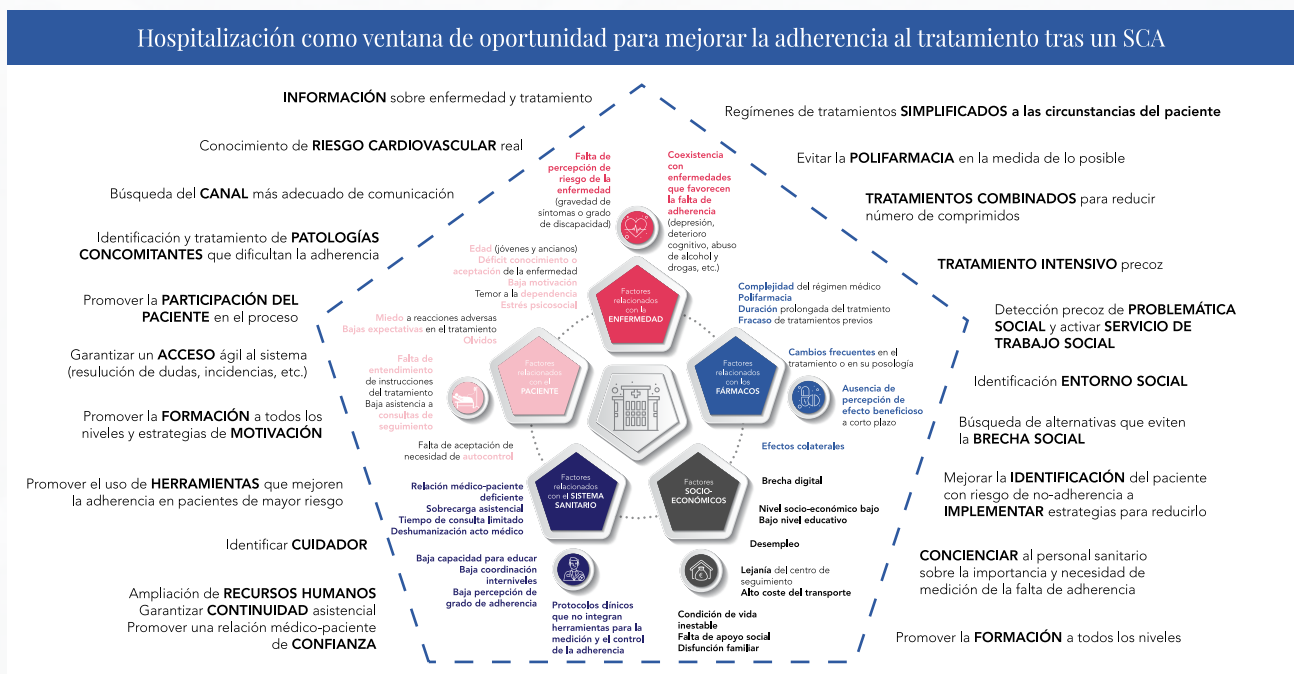 Hospitalización como ventana de oportunidad para mejorar la adherencia al tratamiento tras un SCA
INFORMACIÓN sobre enfermedad y tratamiento
Conocimiento de RIESGO CARDIOVASCULAR real
Búsqueda del CANAL más adecuado de comunicación
Identificación y tratamiento de PATOLOGÍAS
CONCOMITANTES que dificultan la adherencia
Promover la PARTICIPACIÓN DEL
PACIENTE en el proceso
Garantizar un ACCESO ágil al sistema
(resulución de dudas, incidencias, etc.)
Promover la FORMACIÓN a todos los
niveles y estrategias de MOTIVACIÓN
Promover el uso de HERRAMIENTAS que mejoren
la adherencia en pacientes de mayor riesgo
Identificar CUIDADOR
Ampliación de RECURSOS HUMANOS
Garantizar CONTINUIDAD asistencial
Promover una relación médico-paciente
de CONFIANZA
Falta de
percepción de
riesgo de la
enfermedad
(gravedad de
síntomas o grado
de discapacidad)
Coexistencia
con
enfermedades
que favorecen
la falta de
adherencia
(depresión,
deterioro
cognitivo, abuso
de alcohol y
drogas, etc.)
Factores
relacionados
con la
ENFERMEDAD
Edad (jóvenes y ancianos)
Déficit conocimiento o
aceptación de la enfermedad
Baja motivación
Temor a la dependencia
Estrés psicosocial
Miedo a reacciones adversas
Bajas expectativas en el tratamiento
Olvidos
Falta de
entendimiento
de instrucciones
del tratamiento
Baja asistencia a
consultas de
seguimiento
Falta de aceptación de
necesidad de autocontrol
Factores
relacionados
con el
PACIENTE
Complejidad del régimen médico
Polifarmacia
Duración prolongada del tratmiento
Fracaso de tratamientos previos
Cambios frecuentes en el
tratamiento o en su posología
Ausencia de
percepción de
efecto beneficioso
a corto plazo
Efectos colaterales
Factores
relacionados
con los
FÁRMACOS
Factores
relacionados
con el SISTEMA
SANITARIO
Relación médico-paciente
deficiente
Sobrecarga asistencial
Tiempo de consulta limitado
Deshumanización acto médico
Baja capacidad para educar
Baja coordinación
interniveles
Baja percepción de
grado de adherencia
Protocolos clínicos
que no integran
herramientas para la
medición y el control
de la adherencia
Factores
SOCIO-
ECONÓMICOS
Brecha digital
Nivel socio-económico bajo
Bajo nivel educativo
Desempleo
Lejanía del centro de
seguimiento
Alto coste del transporte
Condición de vida
inestable
Falta de apoyo social
Disfunción familiar
Regímenes de tratamientos SIMPLIFICADOS a las circunstancias del paciente
Evitar la POLIFARMACIA en la medida de lo posible
TRATAMIENTOS COMBINADOS para reducir
número de comprimidos
TRATAMIENTO INTENSIVO precoz
Detección precoz de PROBLEMÁTICA
SOCIAL y activar SERVICIO DE
TRABAJO SOCIAL
Identificación ENTORNO SOCIAL
Búsqueda de alternativas que eviten
la BRECHA SOCIAL
Mejorar la IDENTIFICACIÓN del paciente
con riesgo de no-adherencia a
IMPLEMENTAR estrategias para reducirlo
CONCIENCIAR al personal sanitario
sobre la importancia y necesidad de
medición de la falta de adherencia
Promover la FORMACIÓN a todos los niveles